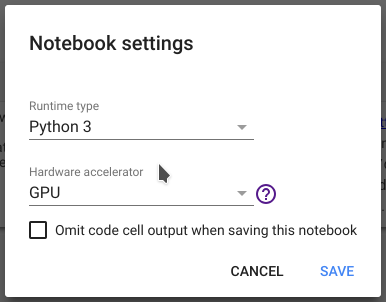 Notebook settings
Runtime type
Python 3
Hardware accelerator
GPU
?
Omit code cell output when saving this notebook
CANCEL SAVE